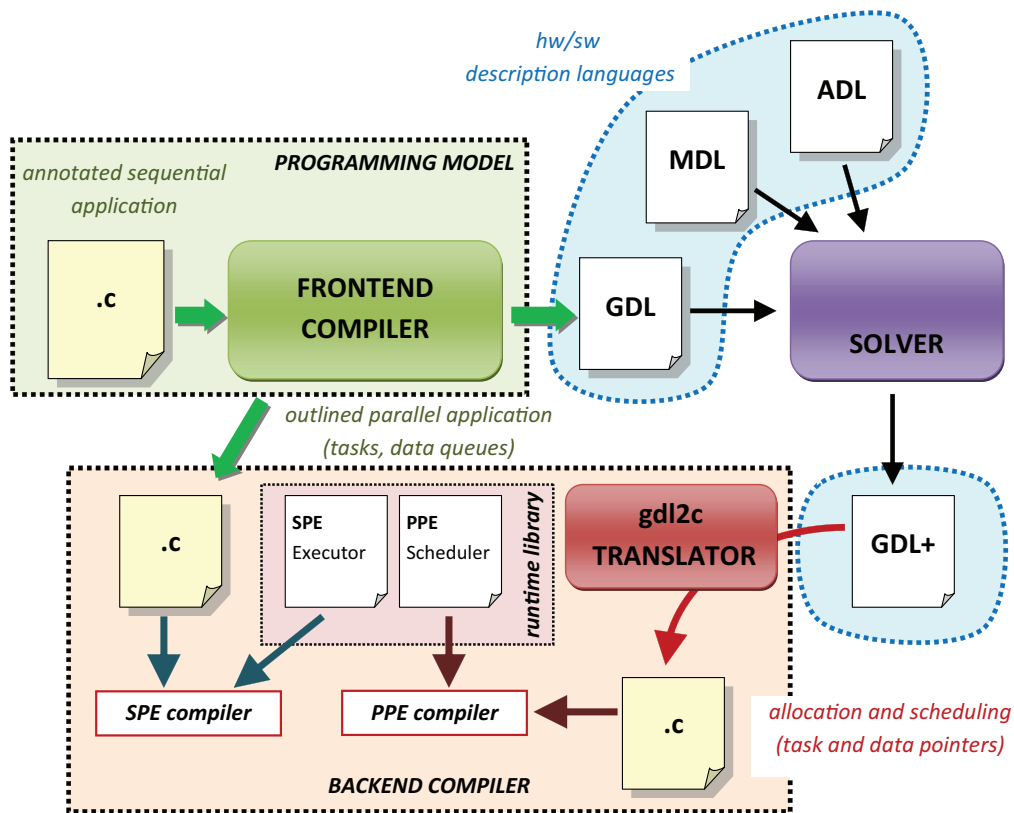 hw/sw
description languages
ADL
MDL
PROGRAMMING MODEL
annotated sequential
application
.c
FRONTEND
COMPILER
GDL
SOLVER
outlined parallel application
(tasks, data queues)
.c
SPE
Executor
PPE
Scheduler
runtime library
gdl2c
TRANSLATOR
GDL+
SPE compiler
PPE compiler
.c
allocation and scheduling
(task and data pointers)
BACKEND COMPILER